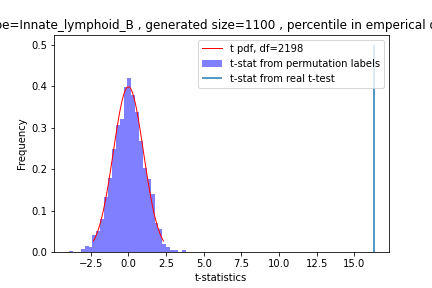 pe=Innate_lymphoid_B , generated size=1100 , percentile in emperical
t pdf, df=2198
t-stat from permutation labels
t-stat from real t-test
Frequency
0.5
0.4
0.3
0.2
0.1
0.0
−2.5 0.0 2.5 5.0 7.5 10.0 12.5 15.0
t-statistics